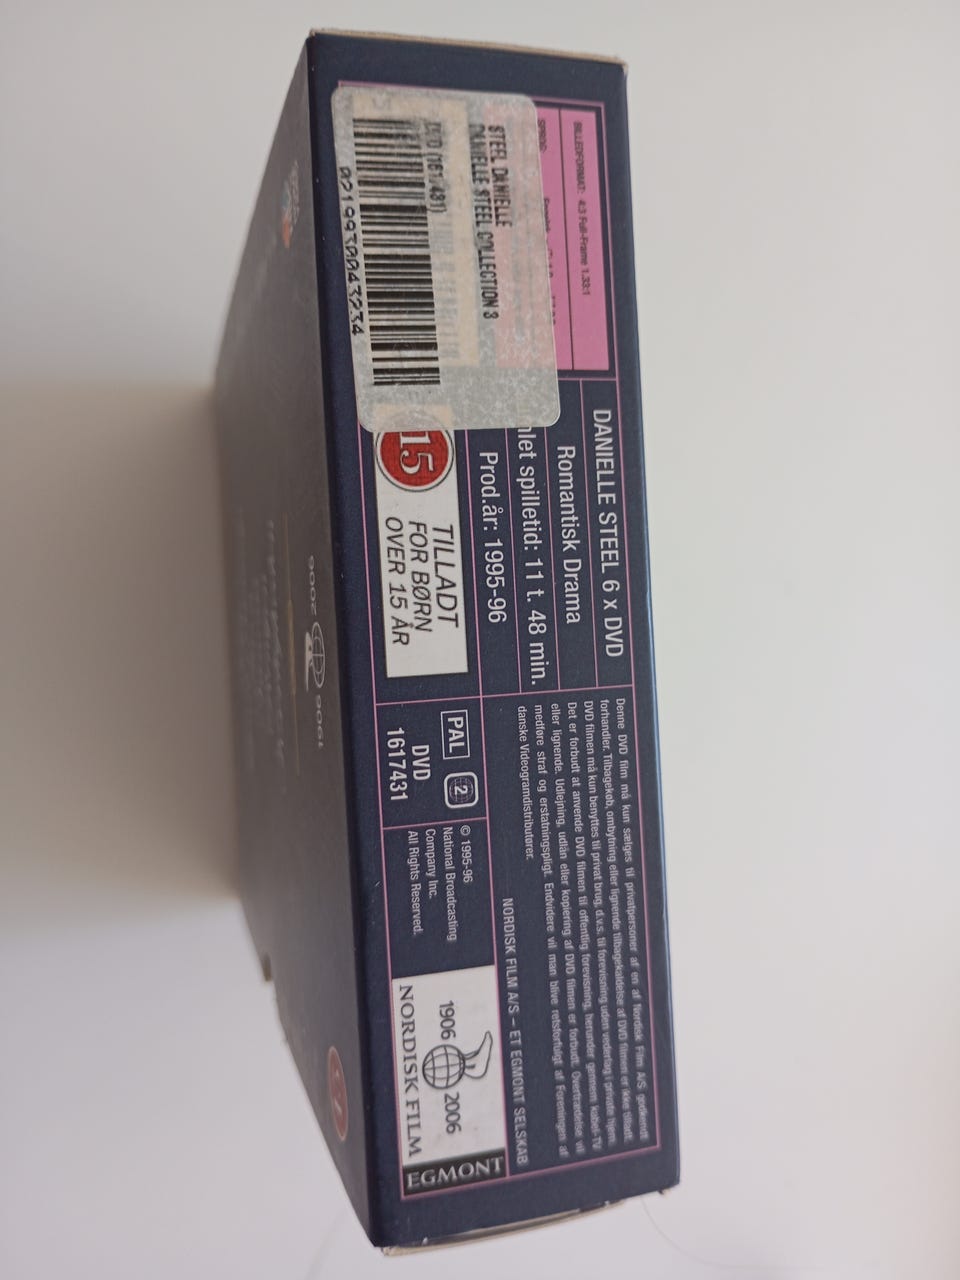 BILLEDFORMAT: 4:3 Full-Frame 1.33:1
STEEL DANIELLE
DANIELLE STEEL COLLECTION 3
DVD
DANIELLE STEEL 6 x DVD
Romantisk Drama
spilletid: 11 t. 48 min.
Prod.år: 1995-96
15
TILLADT
FOR BØRN
OVER 15 ÅR
Denne DVD film må kun sælges til privatpersoner af en af Nordisk Film A/S godkendt
forhandler. Tilbagekøb, ombytning eller lignende tilbagekaldelse af DVD filmen er ikke tilladt.
DVD filmen må kun benyttes til privat brug, d.v.s. til forevisning uden vederlag i private hjem.
Det er forbudt at anvende DVD filmen til offentlig forevisning, herunder gennem kabel-TV
eller lignende. Udlejning, udlån eller kopiering af DVD filmen er forbudt. Overtrædelse vil
medføre straf og erstatningspligt. Endvidere vil man blive retsforfulgt af Foreningen af
danske Videogramdistributører.
NORDISK FILM A/S – ET EGMONT SELSKAB
PAL 2
DVD
1617431
© 1995-96
National Broadcasting
Company Inc.
All Rights Reserved.
1906 2006
NORDISK FILM
EGMONT
1906 2006